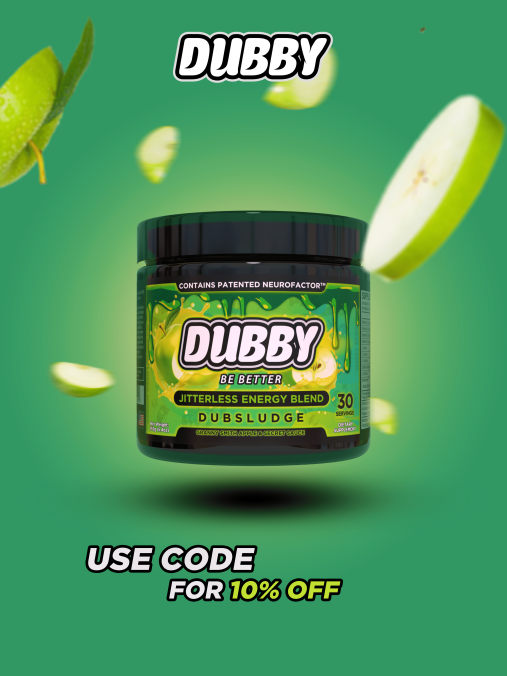 DUBBY
CONTAINS PATENTED NEUROFACTOR™
DUBBY
BE BETTER
JITTERLESS ENERGY BLEND
30
SERVINGS
DUBSLUDGE
GRANNY SMITH APPLE & SECRET SAUCE
USE CODE
FOR 10% OFF